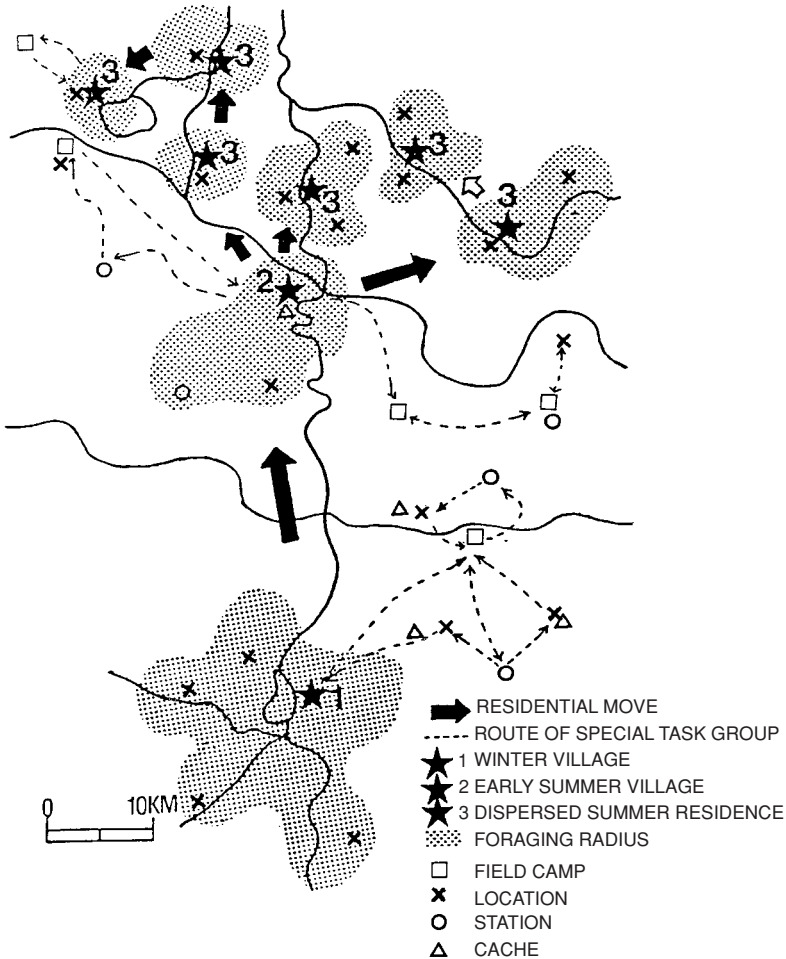 3
3
3
3
3
3
2
1
0 10KM
RESIDENTIAL MOVE
ROUTE OF SPECIAL TASK GROUP
1 WINTER VILLAGE
2 EARLY SUMMER VILLAGE
3 DISPERSED SUMMER RESIDENCE
FORAGING RADIUS
FIELD CAMP
LOCATION
STATION
CACHE